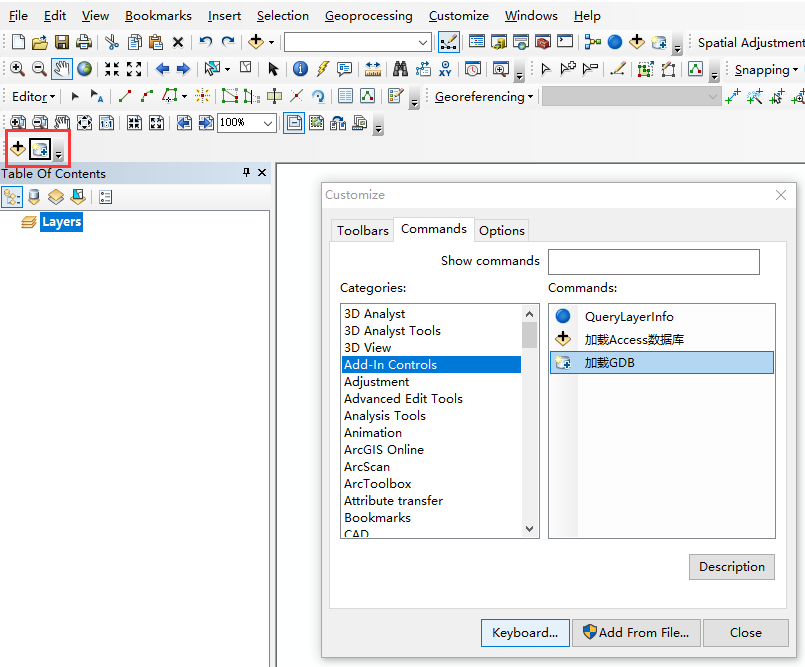 File Edit View Bookmarks Insert Selection Geoprocessing Customize Windows Help
Spatial Adjustment
Snapping
Editor Georeferencing
100%
Table Of Contents
Layers
Customize
Toolbars Commands Options
Show commands
Categories:
Commands:
3D Analyst
3D Analyst Tools
3D View
Add-In Controls
Adjustment
Advanced Edit Tools
Analysis Tools
Animation
ArcGIS Online
ArcScan
ArcToolbox
Attribute transfer
Bookmarks
CAD
QueryLayerInfo
加载Access数据库
加载GDB
Description
Keyboard...
Add From File...
Close